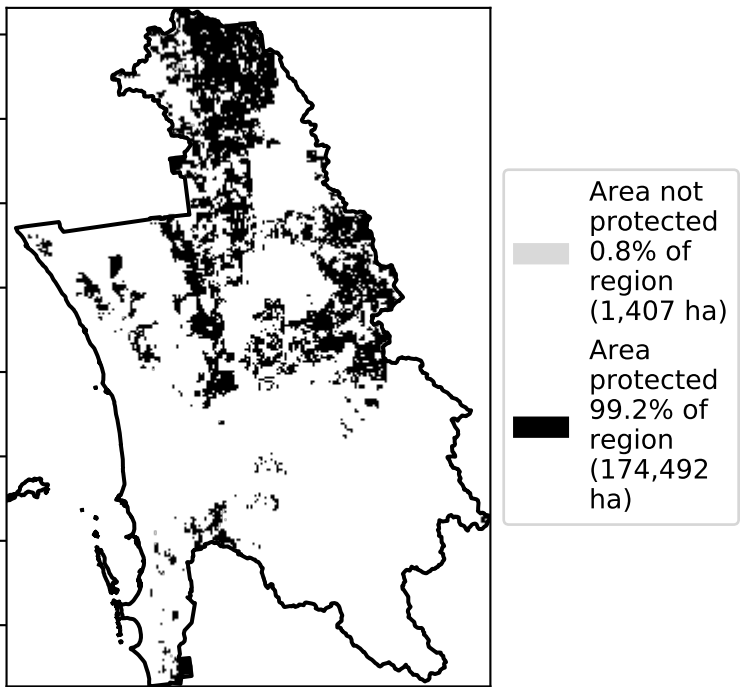 Area not
protected
0.8% of
region
(1,407 ha)
Area
protected
99.2% of
region
(174,492
ha)